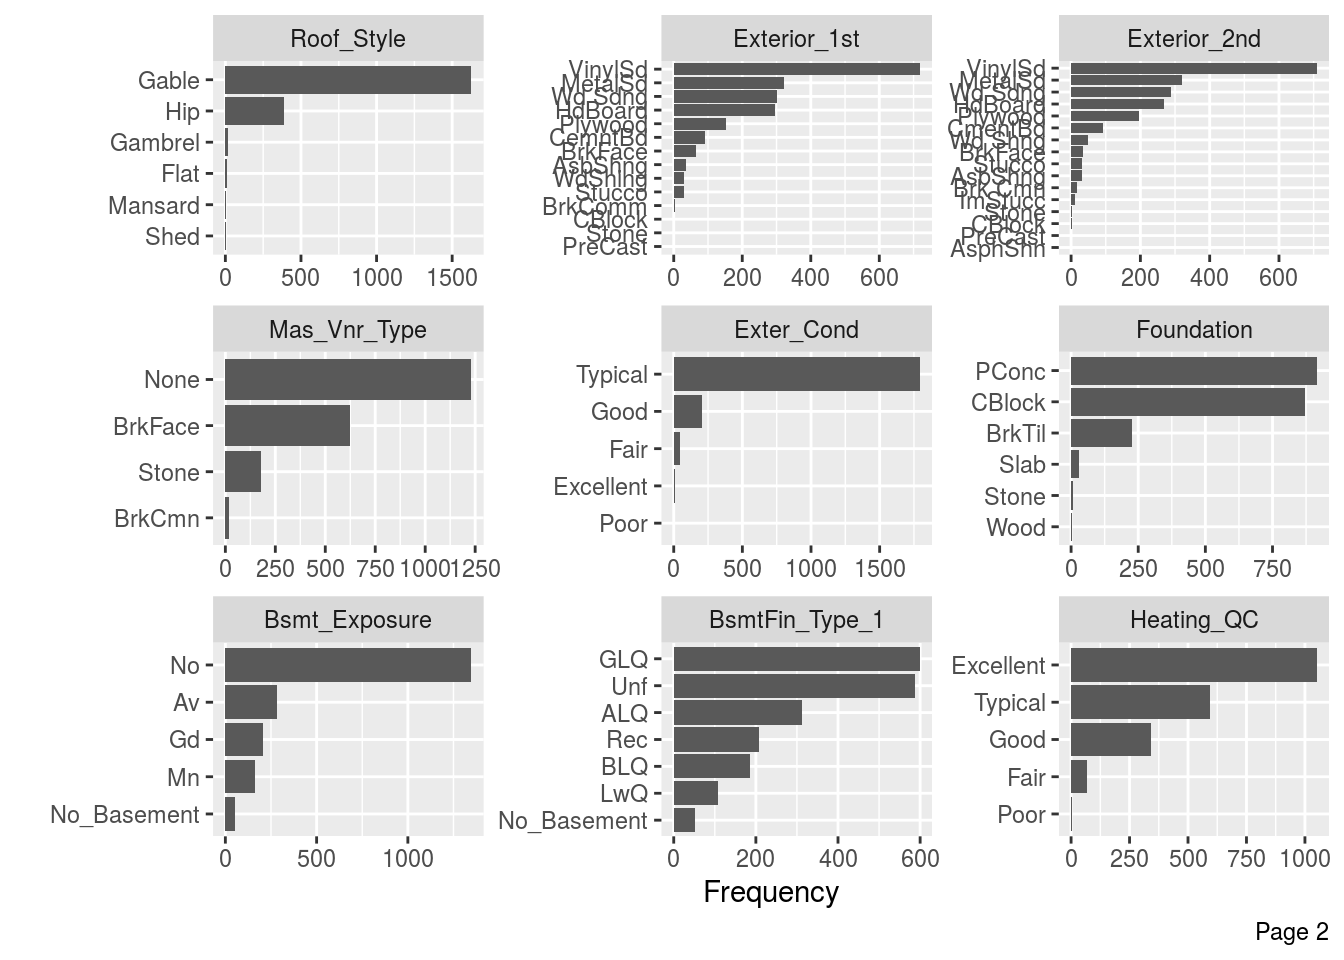 Roof_Style
Gable
Hip
Gambrel
Flat
Mansard
Shed
0 500 1000 1500
Exterior_1st
VinylSd
MetalSd
Wd Sdng
HdBoard
Plywood
CemntBd
BrkFace
AsbShng
WdShing
Stucco
BrkComm
CBlock
Stone
PreCast
0 200 400 600
Exterior_2nd
VinylSd
MetalSd
Wd Sdng
HdBoard
Plywood
CmentBd
Wd Shng
BrkFace
Stucco
AsbShng
Brk Cmn
ImStucc
Stone
CBlock
PreCast
AsphShn
0 200 400 600
Mas_Vnr_Type
None
BrkFace
Stone
BrkCmn
0 250 500 750 1000 1250
Exter_Cond
Typical
Good
Fair
Excellent
Poor
0 500 1000 1500
Foundation
PConc
CBlock
BrkTil
Slab
Stone
Wood
0 250 500 750
Bsmt_Exposure
No
Av
Gd
Mn
No_Basement
0 500 1000
BsmtFin_Type_1
GLQ
Unf
ALQ
Rec
BLQ
LwQ
No_Basement
0 200 400 600
Heating_QC
Excellent
Typical
Good
Fair
Poor
0 250 500 750 1000
Frequency
Page 2